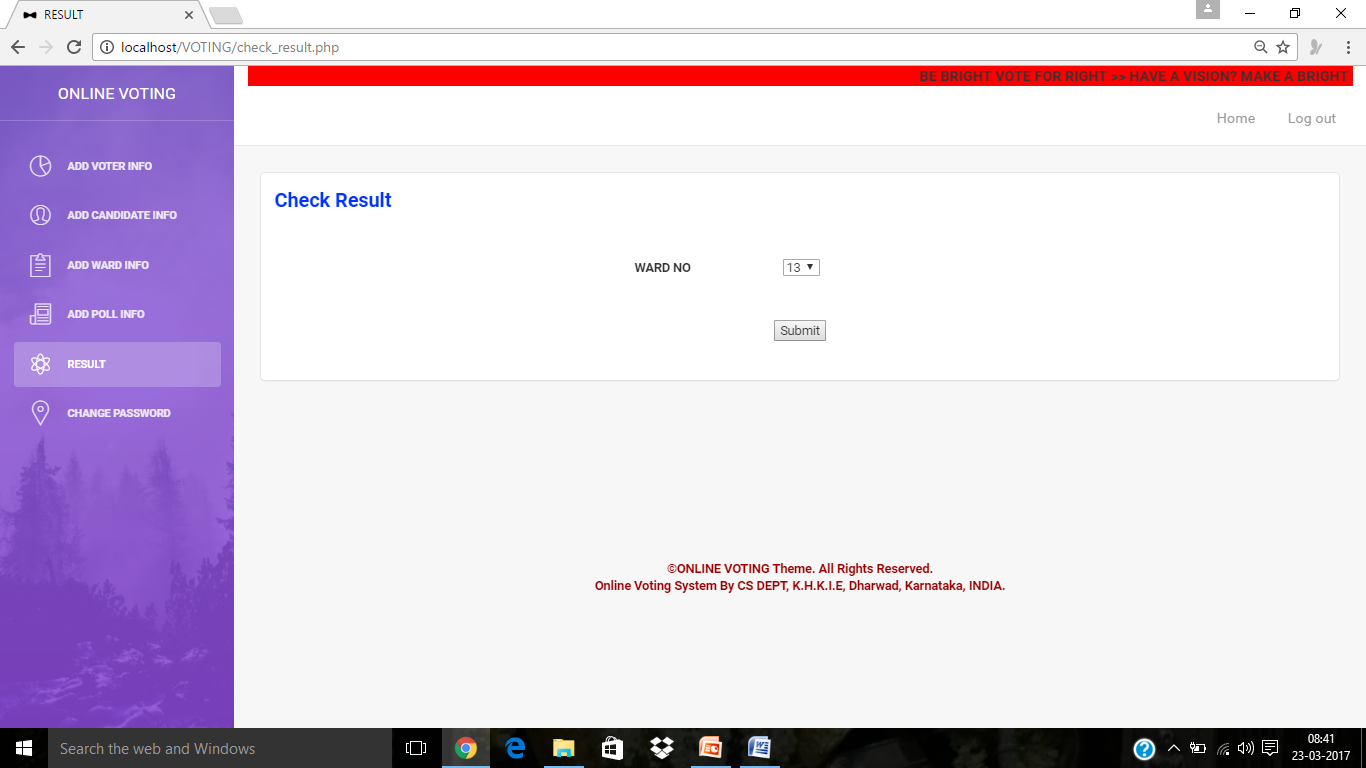 RESULT
localhost/VOTING/check_result.php
BE BRIGHT VOTE FOR RIGHT >> HAVE A VISION? MAKE A BRIGHT
ONLINE VOTING
Home Log out
ADD VOTER INFO
ADD CANDIDATE INFO
ADD WARD INFO
ADD POLL INFO
RESULT
CHANGE PASSWORD
Check Result
WARD NO 13
Submit
©ONLINE VOTING Theme. All Rights Reserved.
Online Voting System By CS DEPT, K.H.K.I.E, Dharwad, Karnataka, INDIA.
Search the web and Windows
08:41
23-03-2017